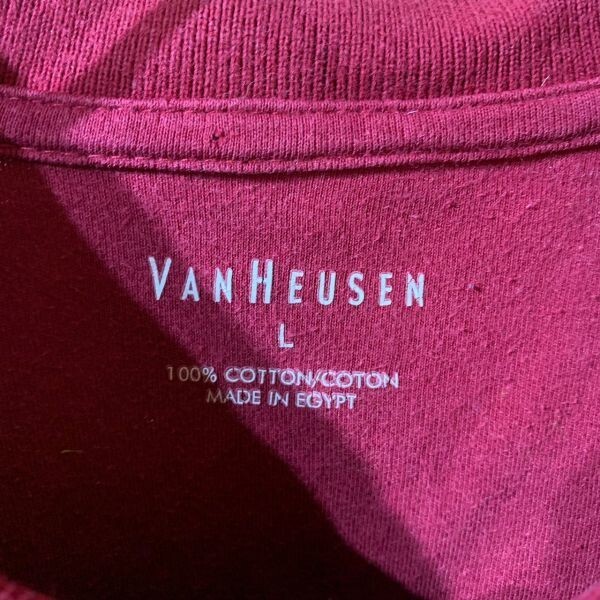 VANHEUSEN
L
100% COTTON/COTON
MADE IN EGYPT